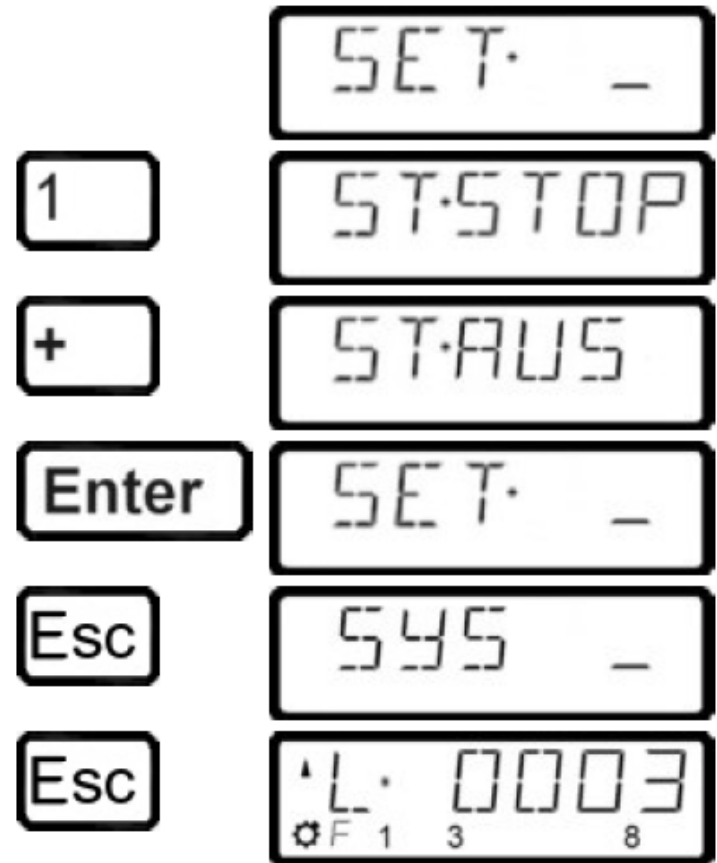 SET· _
1 ST·STOP
+ ST·AUS
Enter SET· _
Esc SYS _
Esc L· 0003
F 1 3 8